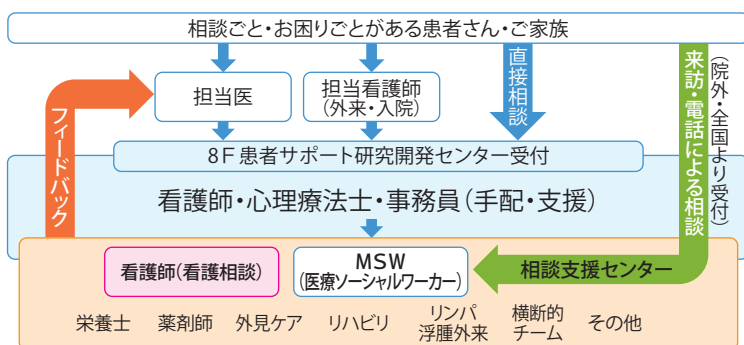 相談ごと・お困りごとがある患者さん・ご家族
担当医
担当看護師
(外来・入院)
直接相談
来訪・電話による相談
(院外・全国より受付)
フィードバック
8F 患者サポート研究開発センター受付
看護師・心理療法士・事務員(手配・支援)
看護師(看護相談)
MSW
(医療ソーシャルワーカー)
相談支援センター
栄養士
薬剤師
外見ケア
リハビリ
リンパ
浮腫外来
横断的
チーム
その他